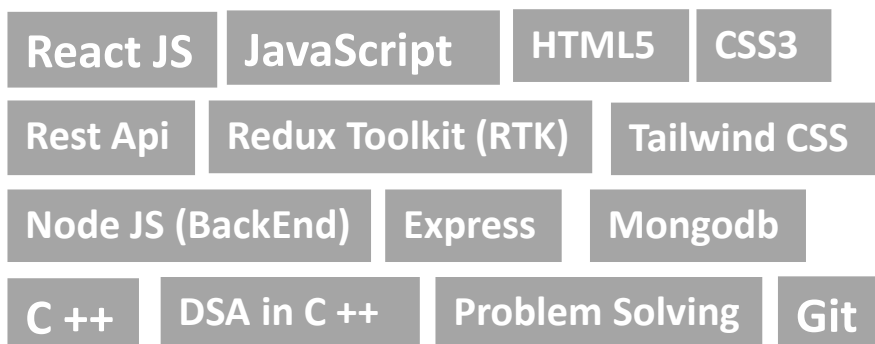 React JS JavaScript HTML5 CSS3
Rest Api Redux Toolkit (RTK) Tailwind CSS
Node JS (BackEnd) Express Mongodb
C ++ DSA in C ++ Problem Solving Git